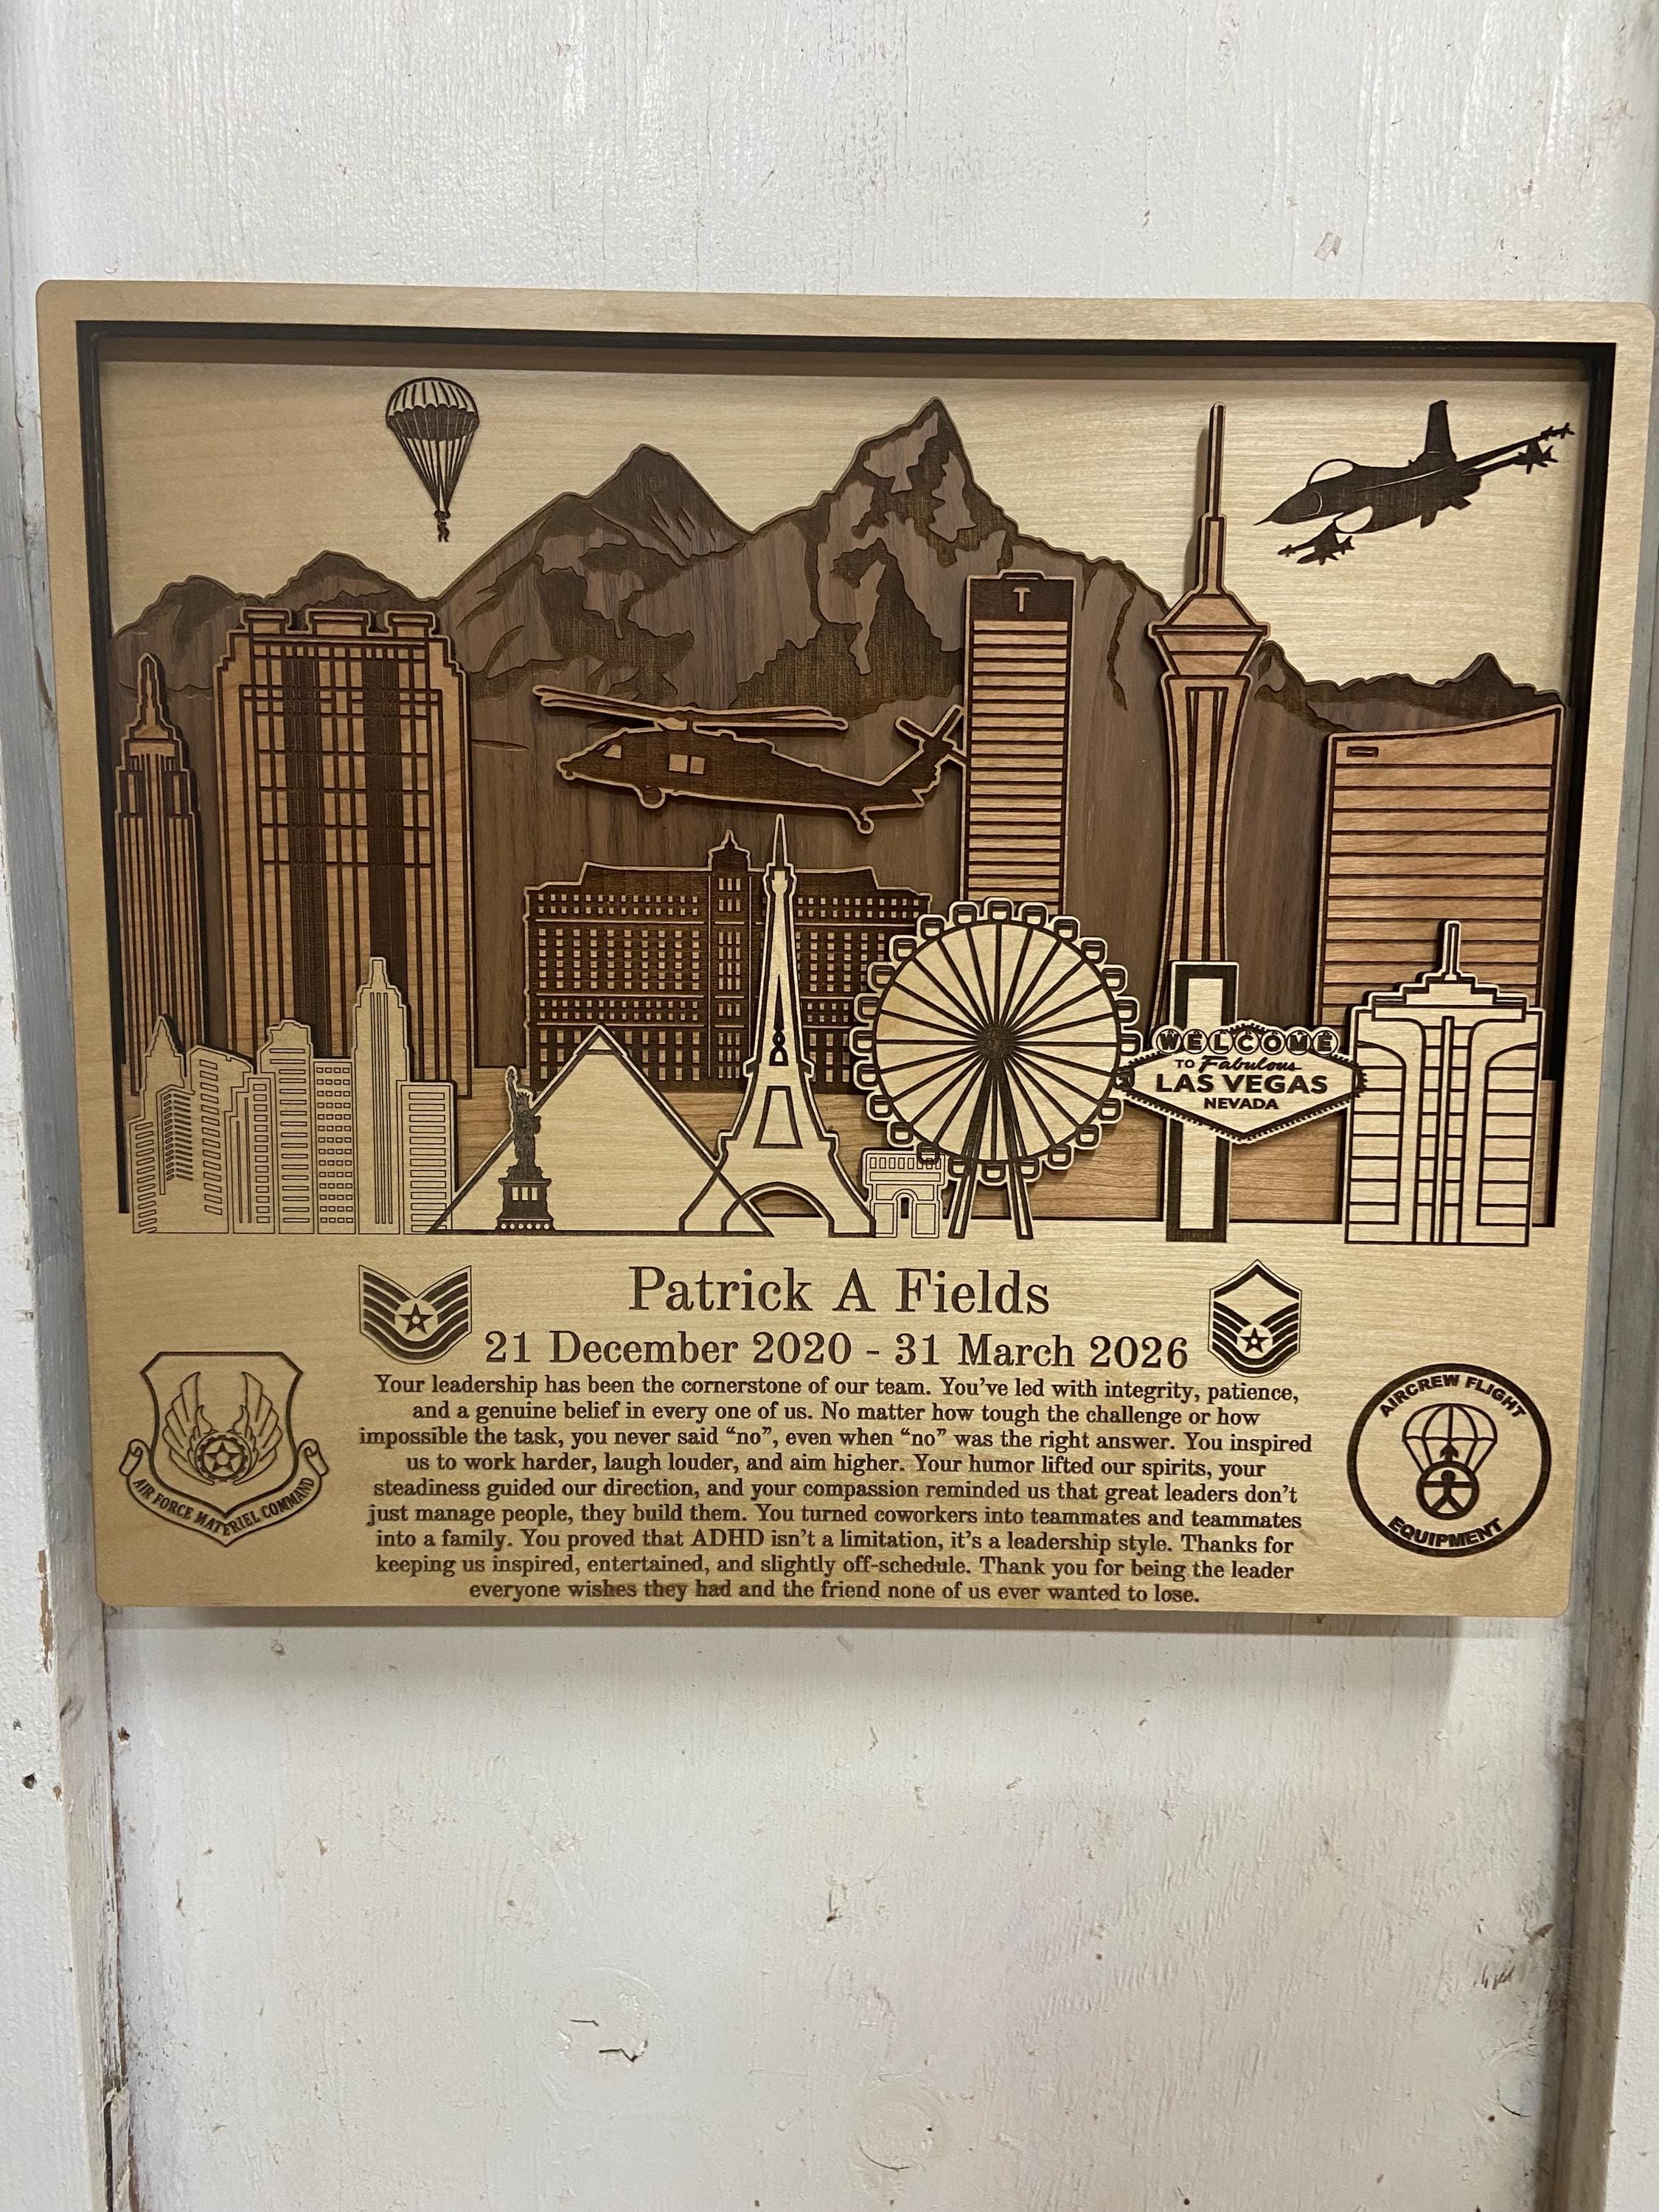 T
WELCOME
TO Fabulous
LAS VEGAS
NEVADA
Patrick A Fields
21 December 2020 - 31 March 2026
Your leadership has been the cornerstone of our team. You've led with integrity, patience,
and a genuine belief in every one of us. No matter how tough the challenge or how
impossible the task, you never said “no”, even when “no” was the right answer. You inspired
us to work harder, laugh louder, and aim higher. Your humor lifted our spirits, your
steadiness guided our direction, and your compassion reminded us that great leaders don't
just manage people, they build them. You turned coworkers into teammates and teammates
into a family. You proved that ADHD isn't a limitation, it's a leadership style. Thanks for
keeping us inspired, entertained, and slightly off-schedule. Thank you for being the leader
everyone wishes they had and the friend none of us ever wanted to lose.
AIR FORCE MATERIEL COMMAND
AIRCREW FLIGHT
EQUIPMENT